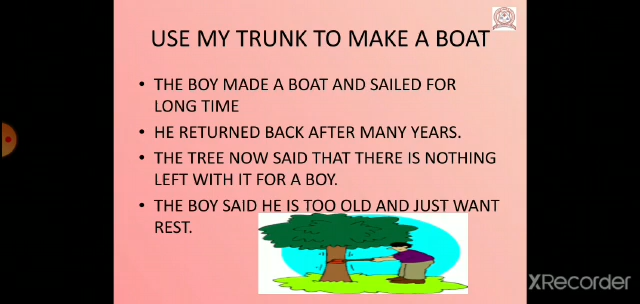 USE MY TRUNK TO MAKE A BOAT
• THE BOY MADE A BOAT AND SAILED FOR
LONG TIME
• HE RETURNED BACK AFTER MANY YEARS.
• THE TREE NOW SAID THAT THERE IS NOTHING
LEFT WITH IT FOR A BOY.
• THE BOY SAID HE IS TOO OLD AND JUST WANT
REST.
XRecorder